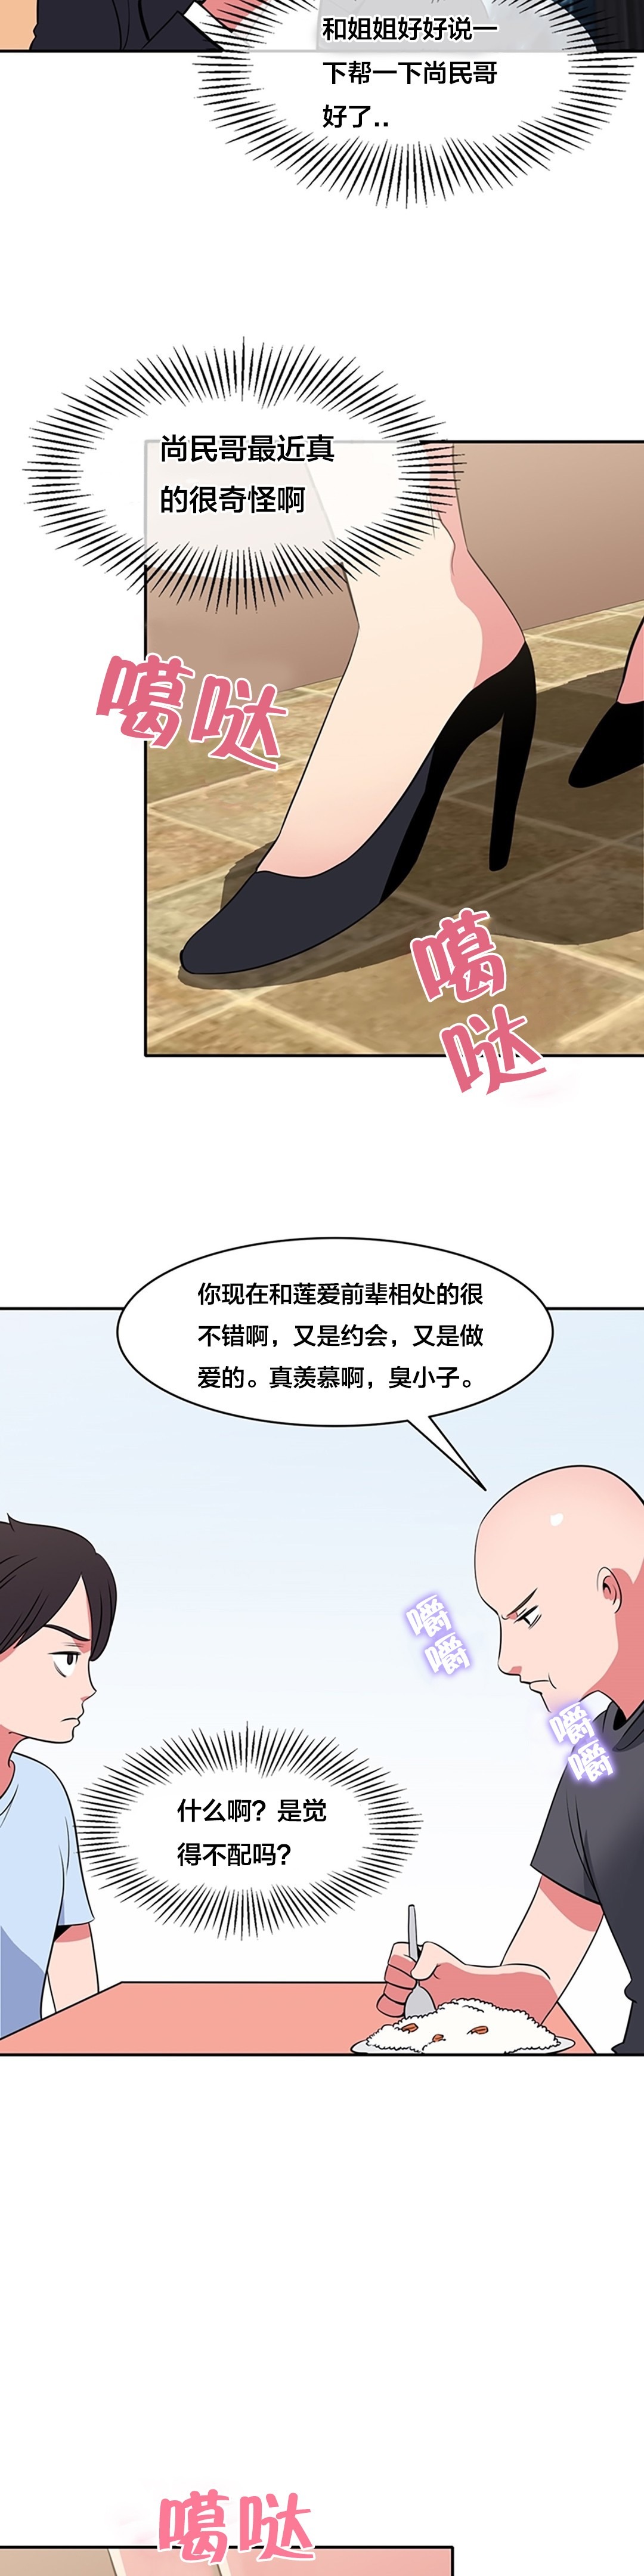 和姐姐好好说一
下帮一下尚民哥
好了..
尚民哥最近真
的很奇怪啊
噶哒
噶
哒
你现在和莲爱前辈相处的很
不错啊，又是约会，又是做
爱的。真羡慕啊，臭小子。
嚼
嚼
嚼
嚼
什么啊？是觉
得不配吗？
噶哒